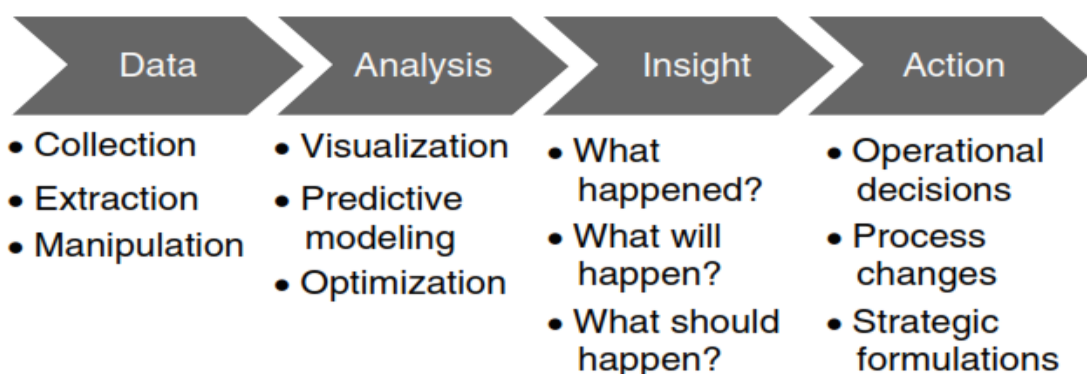 Data
Analysis
Insight
Action
• Collection
• Extraction
• Manipulation
• Visualization
• Predictive
modeling
• Optimization
• What
happened?
• What will
happen?
• What should
happen?
• Operational
decisions
• Process
changes
• Strategic
formulations